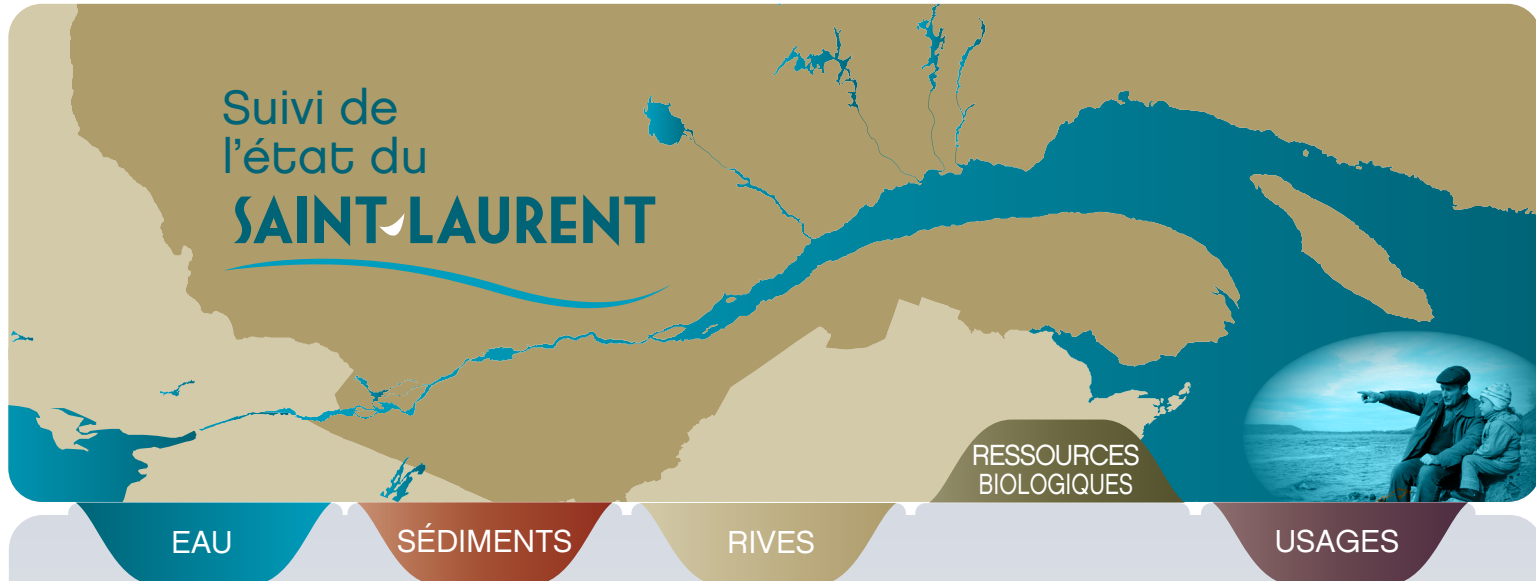 Suivi de
l'état du
SAINT-LAURENT
RESSOURCES
BIOLOGIQUES
EAU
SÉDIMENTS
RIVES
USAGES